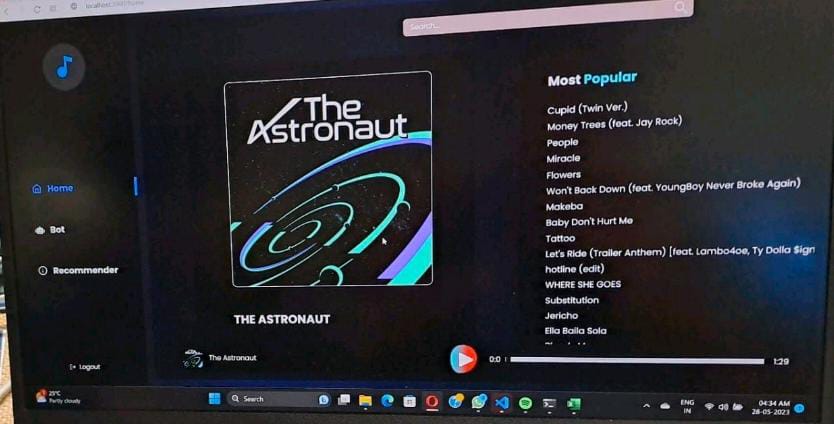 Search...
The
Astronaut
Home
Bot
Recommender
Logout
THE ASTRONAUT
The Astronaut
Most Popular
Cupid (Twin Ver.)
Money Trees (feat. Jay Rock)
People
Miracle
Flowers
Won't Back Down (feat. YoungBoy Never Broke Again)
Makeba
Baby Don't Hurt Me
Tattoo
Let's Ride (Trailer Anthem) [feat. Lambo4oe, Ty Dolla $ign
hotline (edit)
WHERE SHE GOES
Substitution
Jericho
Ella Baila Sola
0:0
1:29
25°C
Partly cloudy
Search
ENG
IN
04:34 AM
28-05-2023